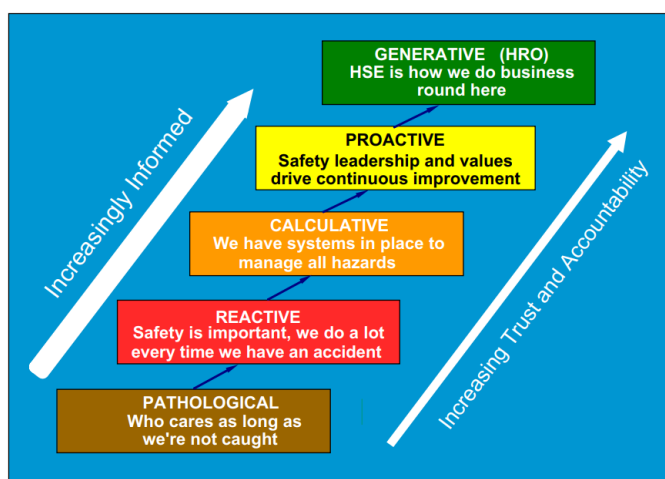 GENERATIVE (HRO)
HSE is how we do business
round here
PROACTIVE
Safety leadership and values
drive continuous improvement
CALCULATIVE
We have systems in place to
manage all hazards
REACTIVE
Safety is important, we do a lot
every time we have an accident
PATHOLOGICAL
Who cares as long as
we're not caught
Increasingly Informed
Increasing Trust and Accountability